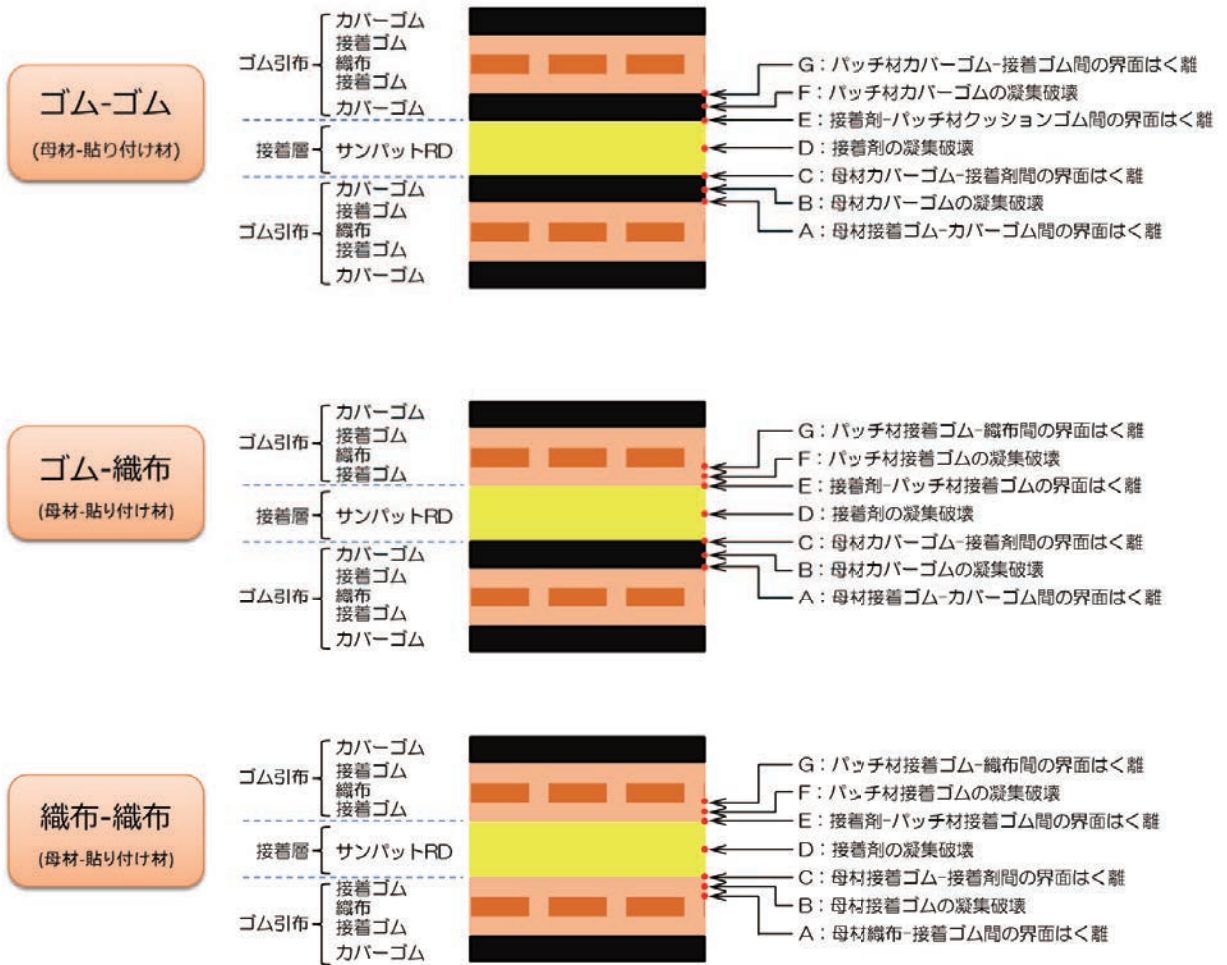 ゴム-ゴム
(母材-貼り付け材)
ゴム引布
カバーゴム
接着ゴム
織布
接着ゴム
カバーゴム
接着層
サンパットRD
ゴム引布
カバーゴム
接着ゴム
織布
接着ゴム
カバーゴム
G：パッチ材カバーゴム-接着ゴム間の界面はく離
F：パッチ材カバーゴムの凝集破壊
E：接着剤-パッチ材クッションゴム間の界面はく離
D：接着剤の凝集破壊
C：母材カバーゴム-接着剤間の界面はく離
B：母材カバーゴムの凝集破壊
A：母材接着ゴム-カバーゴム間の界面はく離
ゴム-織布
(母材-貼り付け材)
ゴム引布
カバーゴム
接着ゴム
織布
接着ゴム
接着層
サンパットRD
ゴム引布
カバーゴム
接着ゴム
織布
接着ゴム
カバーゴム
G：パッチ材接着ゴム-織布間の界面はく離
F：パッチ材接着ゴムの凝集破壊
E：接着剤-パッチ材接着ゴムの界面はく離
D：接着剤の凝集破壊
C：母材カバーゴム-接着剤間の界面はく離
B：母材カバーゴムの凝集破壊
A：母材接着ゴム-カバーゴム間の界面はく離
織布-織布
(母材-貼り付け材)
ゴム引布
カバーゴム
接着ゴム
織布
接着ゴム
接着層
サンパットRD
ゴム引布
接着ゴム
織布
接着ゴム
カバーゴム
G：パッチ材接着ゴム-織布間の界面はく離
F：パッチ材接着ゴムの凝集破壊
E：接着剤-パッチ材接着ゴム間の界面はく離
D：接着剤の凝集破壊
C：母材接着ゴム-接着剤間の界面はく離
B：母材接着ゴムの凝集破壊
A：母材織布-接着ゴム間の界面はく離